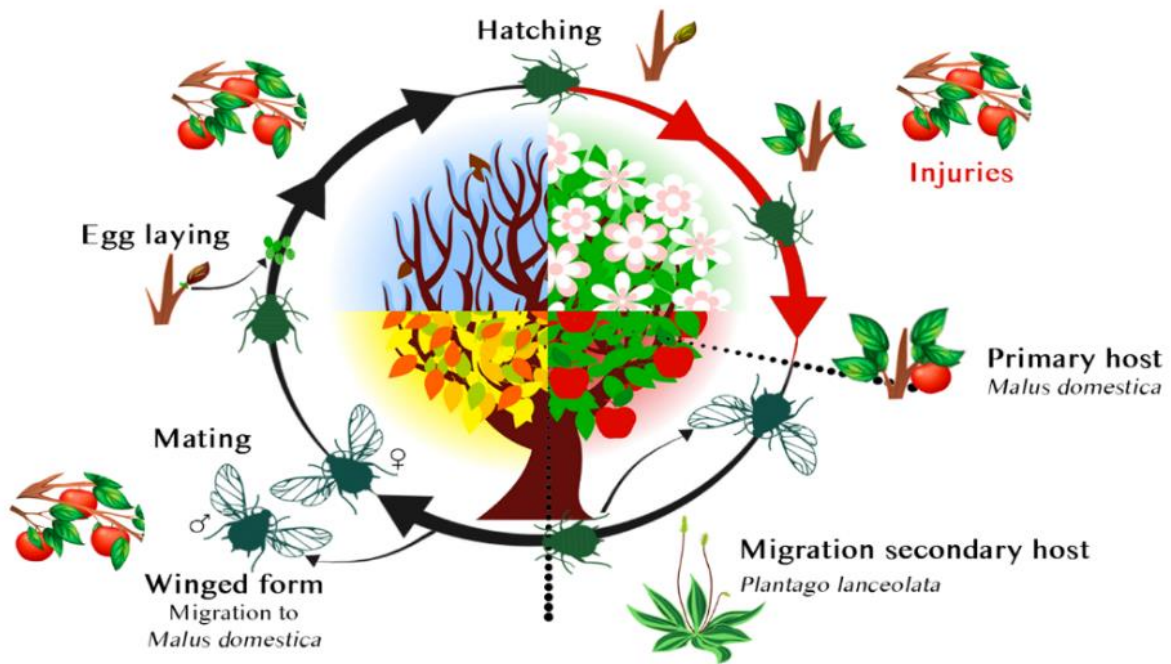 Hatching
Injuries
Egg laying
Primary host
Malus domestica
Mating
♀
♂
Migration secondary host
Plantago lanceolata
Winged form
Migration to
Malus domestica